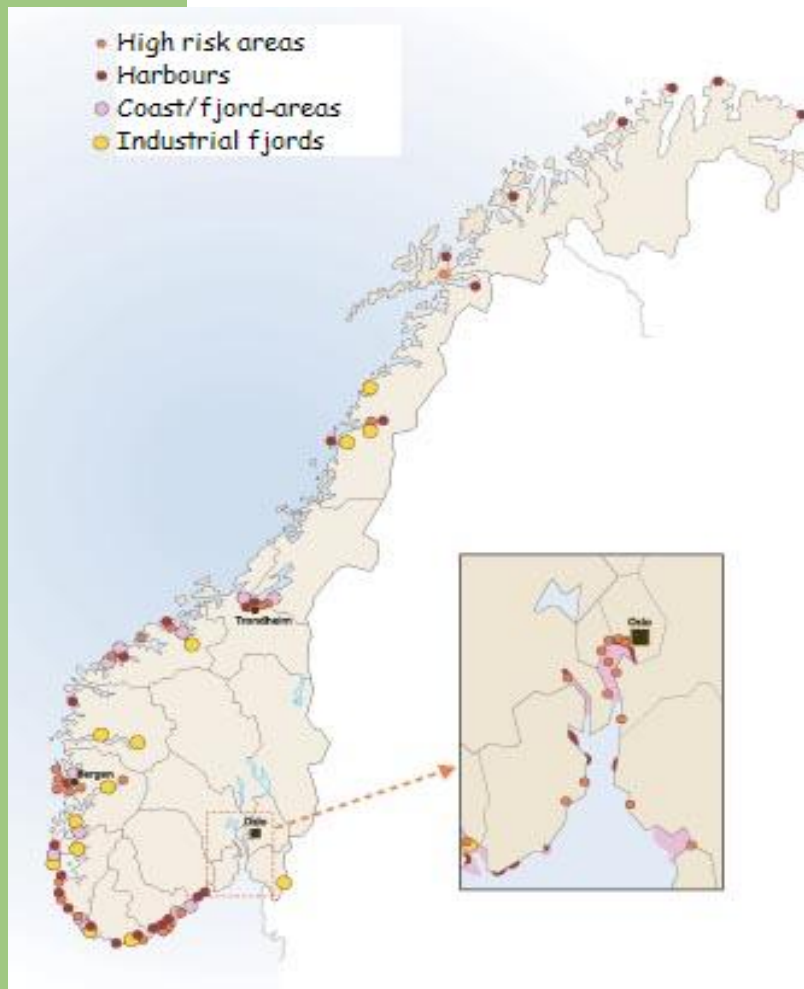 High risk areas
Harbours
Coast/fjord-areas
Industrial fjords
Trondheim
Oslo
Bergen
Oslo